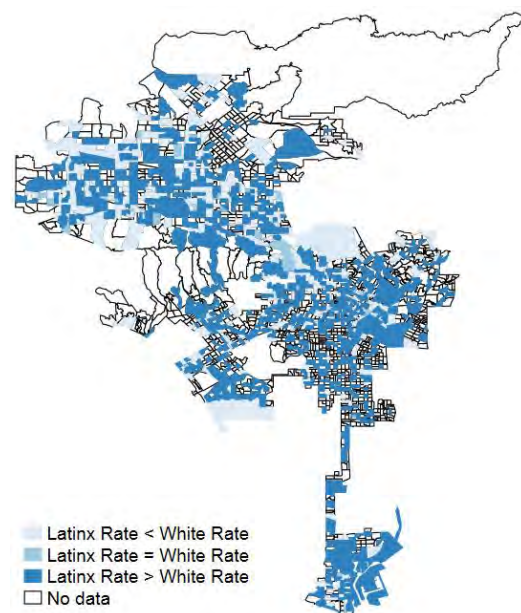 Latinx Rate < White Rate
Latinx Rate = White Rate
Latinx Rate > White Rate
No data